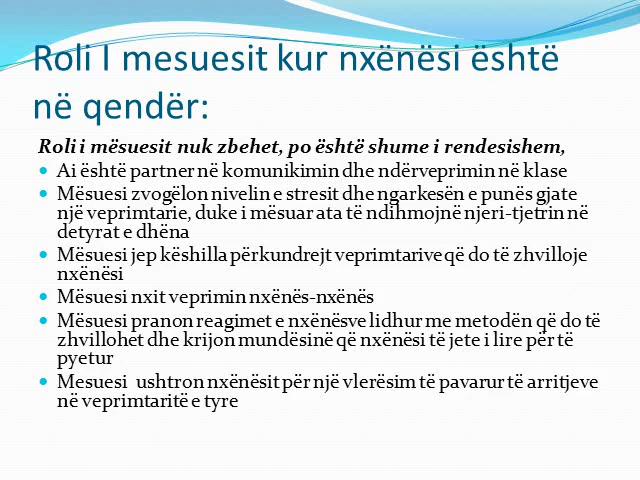 Roli I mesuesit kur nxënësi është
në qendër:
Roli i mësuesit nuk zbehet, po është shume i rendesishem,
Ai është partner në komunikimin dhe ndërveprimin në klase
Mësuesi zvogëlon nivelin e stresit dhe ngarkesën e punës gjate
një veprimtarie, duke i mësuar ata të ndihmojnë njeri-tjetrin në
detyrat e dhëna
Mësuesi jep këshilla përkundrejt veprimtarive që do të zhvilloje
nxënësi
Mësuesi nxit veprimin nxënës-nxënës
Mësuesi pranon reagimet e nxënësve lidhur me metodën që do të
zhvillohet dhe krijon mundësinë që nxënësi të jete i lire për të
pyetur
Mesuesi ushtron nxënësit për një vlerësim të pavarur të arritjeve
në veprimtaritë e tyre